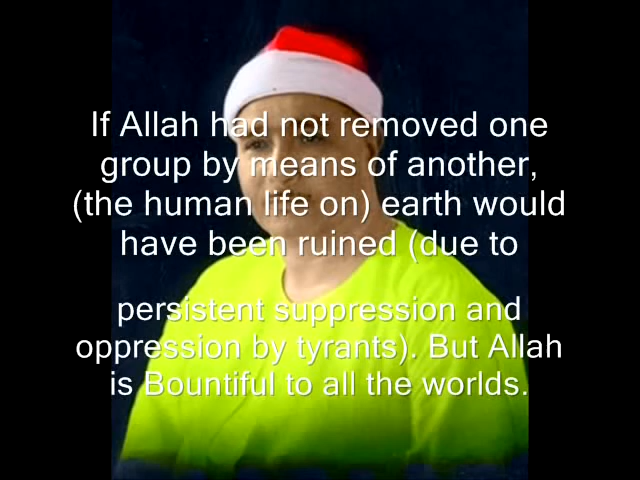 If Allah had not removed one
group by means of another,
(the human life on) earth would
have been ruined (due to
persistent suppression and
oppression by tyrants). But Allah
is Bountiful to all the worlds.